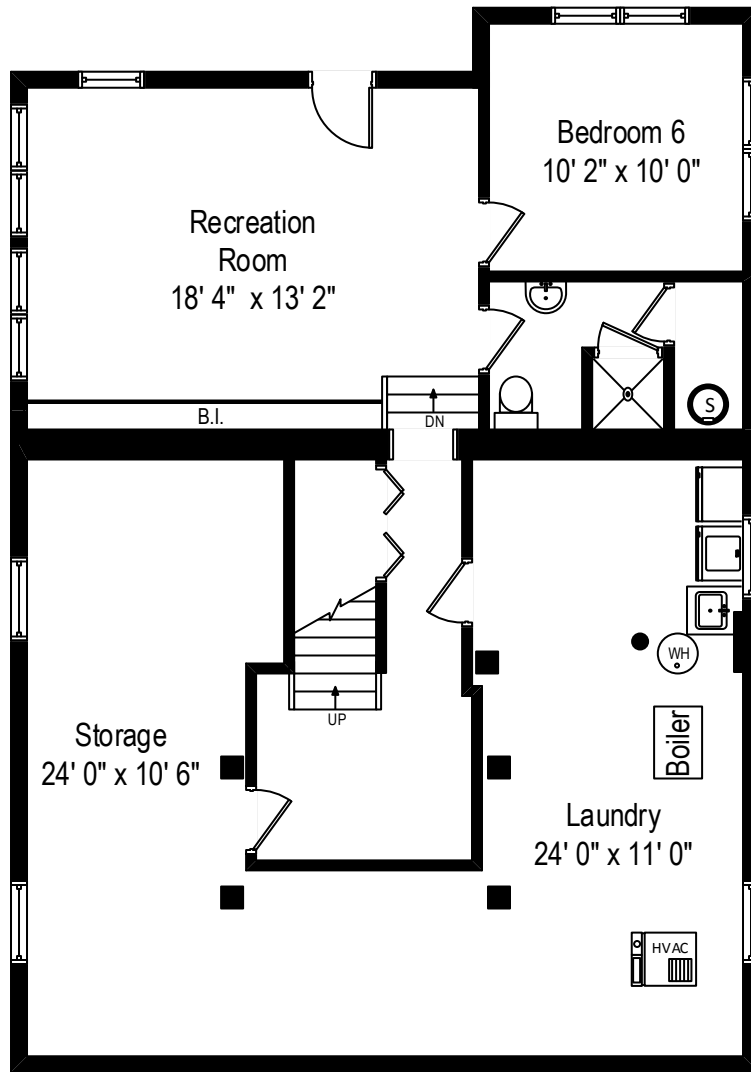 Bedroom 6
10' 2" x 10' 0"
Recreation
Room
18' 4" x 13' 2"
B.I.
DN
S
WH
UP
Boiler
Storage
24' 0" x 10' 6"
Laundry
24' 0" x 11' 0"
HVAC